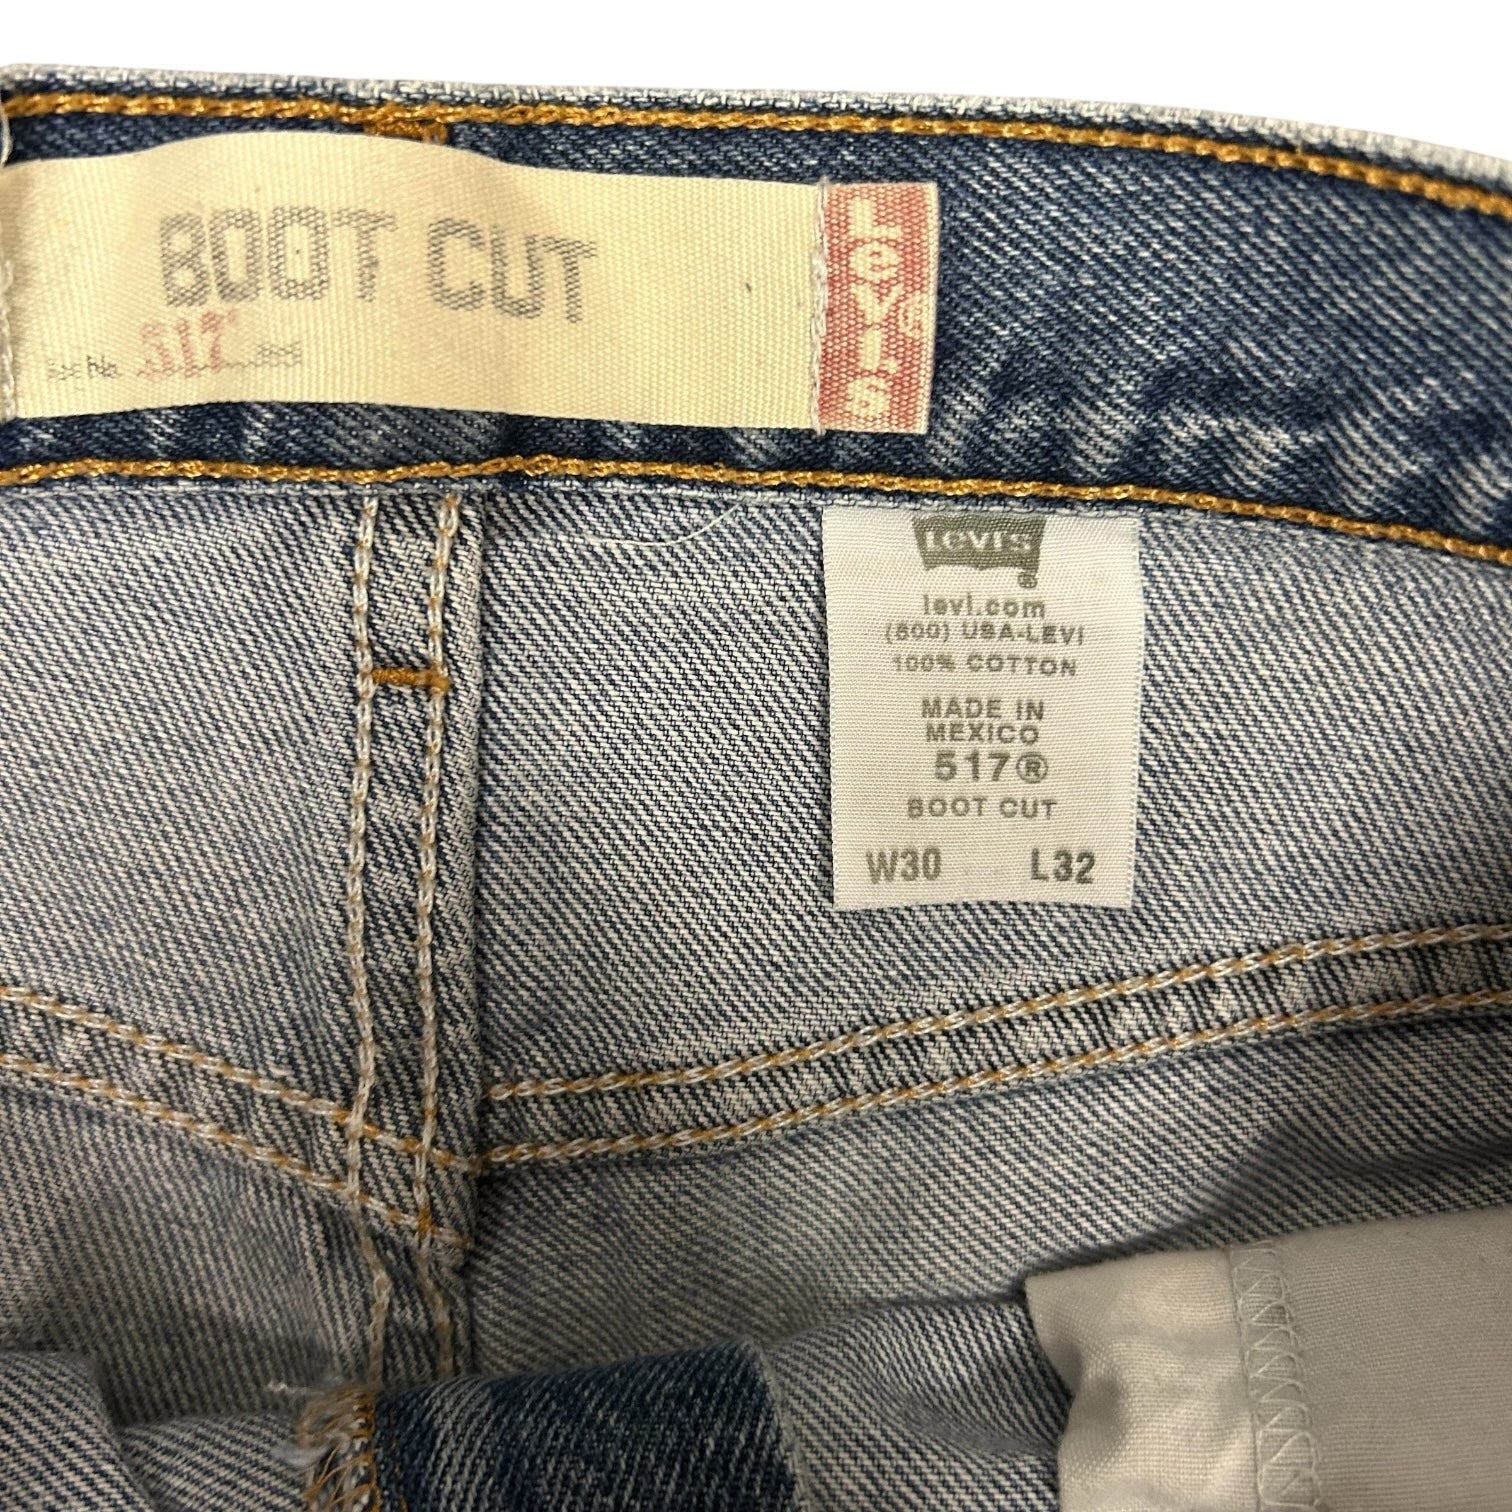 BOOT CUT
517
Levi's
LEVI'S
®
levi.com
(800) USA-LEVI
100% COTTON
MADE IN
MEXICO
517®
BOOT CUT
W30 L32